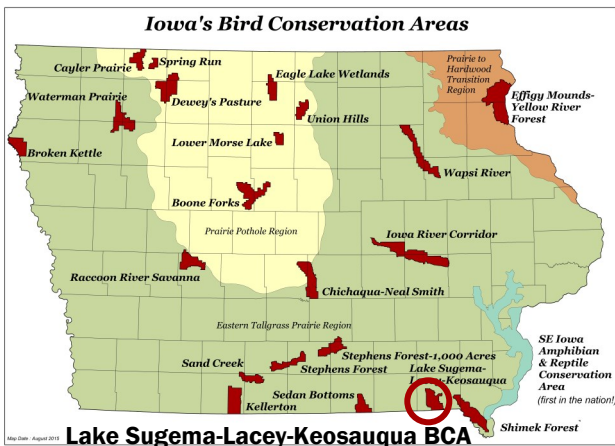 Iowa's Bird Conservation Areas
Cayler Prairie
Spring Run
Prairie to
Hardwood
Transition
Region
Waterman Prairie
Dewey's Pasture
Eagle Lake Wetlands
Effigy Mounds-
Yellow River
Forest
Union Hills
Broken Kettle
Lower Morse Lake
Wapsi River
Boone Forks
Prairie Pothole Region
Iowa River Corridor
Raccoon River Savanna
Chichaqua-Neal Smith
Eastern Tallgrass Prairie Region
Stephens Forest-1,000 Acres
Sand Creek
Stephens Forest
Lake Sugema-
Lacey-Keosauqua
SE Iowa
Amphibian
& Reptile
Conservation
Area
(first in the nation!)
Kellerton
Sedan Bottoms
Shimek Forest
Map Date : August 2015
Lake Sugema-Lacey-Keosauqua BCA